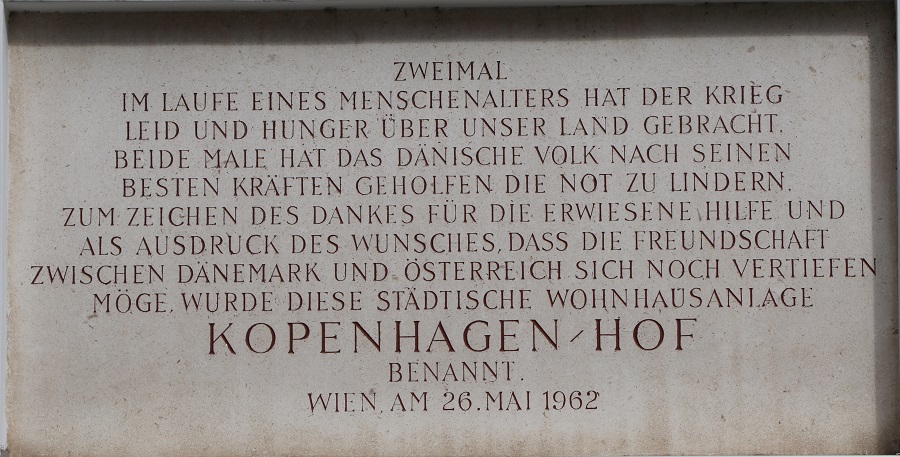 ZWEIMAL
IM LAUFE EINES MENSCHENALTERS HAT DER KRIEG
LEID UND HUNGER ÜBER UNSER LAND GEBRACHT.
BEIDE MALE HAT DAS DÄNISCHE VOLK NACH SEINEN
BESTEN KRÄFTEN GEHOLFEN DIE NOT ZU LINDERN.
ZUM ZEICHEN DES DANKES FÜR DIE ERWIESENE HILFE UND
ALS AUSDRUCK DES WUNSCHES, DASS DIE FREUNDSCHAFT
ZWISCHEN DÄNEMARK UND ÖSTERREICH SICH NOCH VERTIEFEN
MÖGE, WURDE DIESE STÄDTISCHE WOHNHAUSANLAGE
KOPENHAGEN-HOF
BENANNT.
WIEN, AM 26. MAI 1962